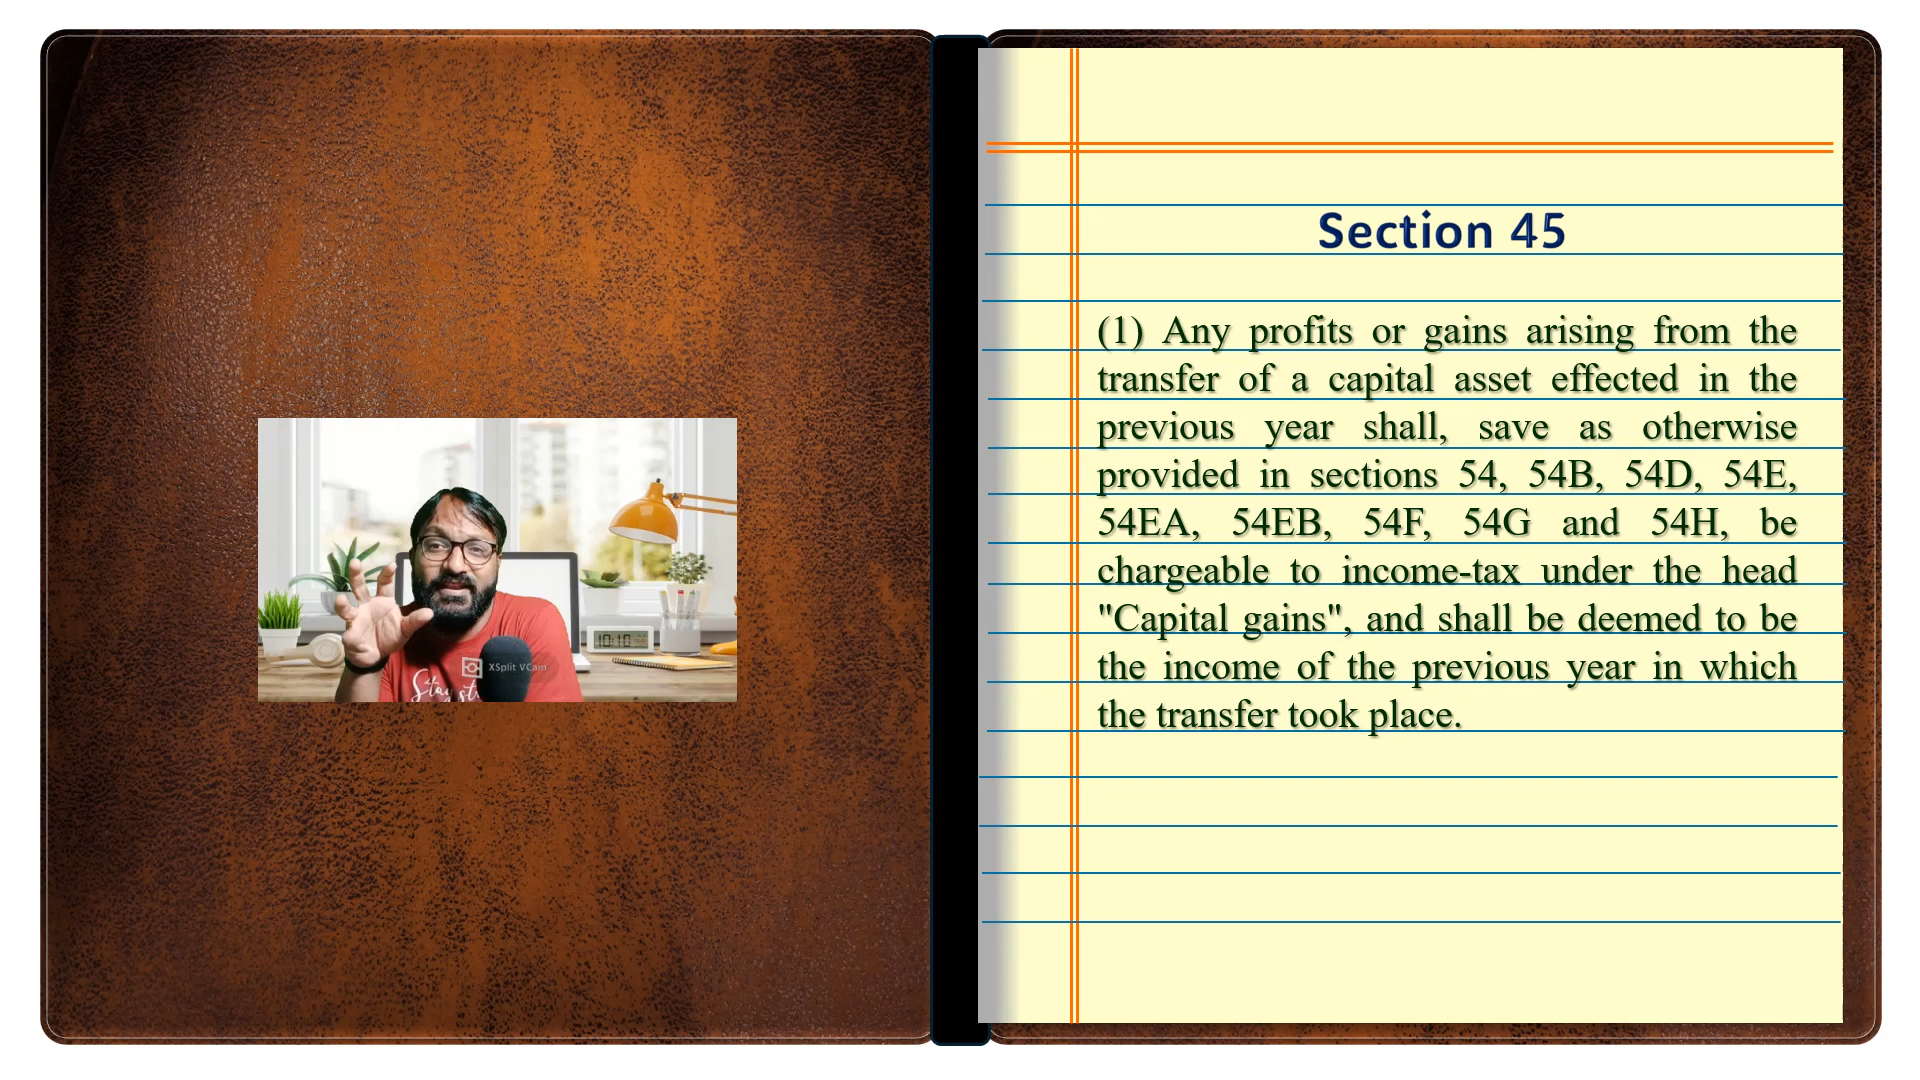 Section 45
(1) Any profits or gains arising from the
transfer of a capital asset effected in the
previous year shall, save as otherwise
provided in sections 54, 54B, 54D, 54E,
54EA, 54EB, 54F, 54G and 54H, be
chargeable to income-tax under the head
"Capital gains", and shall be deemed to be
the income of the previous year in which
the transfer took place.
10:10
XSplit VCam